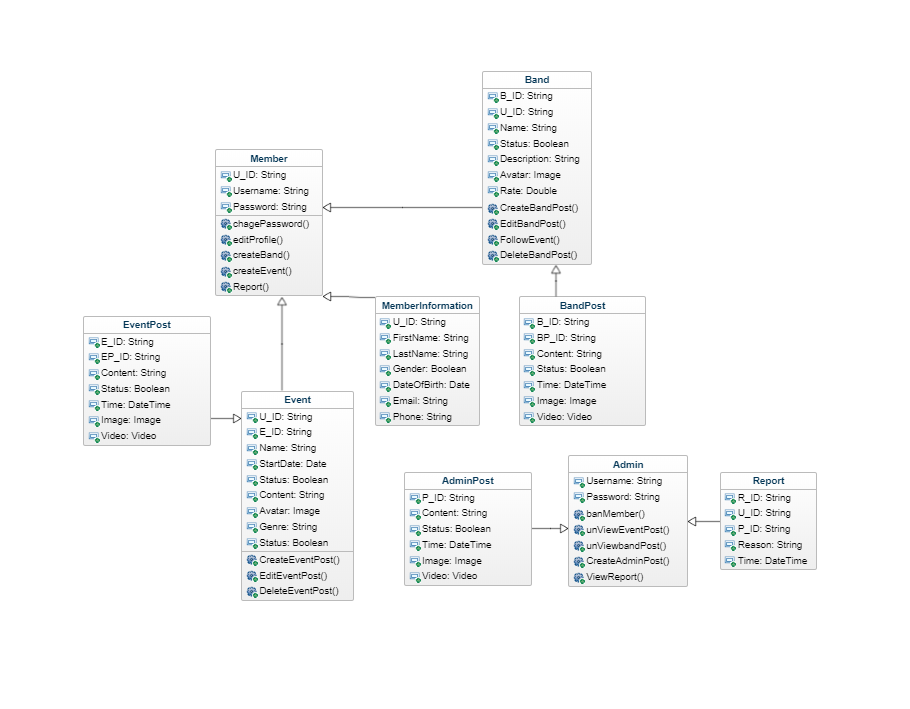 Band
B_ID: String
U_ID: String
Name: String
Status: Boolean
Description: String
Avatar: Image
Rate: Double
CreateBandPost()
EditBandPost()
FollowEvent()
DeleteBandPost()
Member
U_ID: String
Username: String
Password: String
chagePassword()
editProfile()
createBand()
createEvent()
Report()
MemberInformation
U_ID: String
FirstName: String
LastName: String
Gender: Boolean
DateOfBirth: Date
Email: String
Phone: String
BandPost
B_ID: String
BP_ID: String
Content: String
Status: Boolean
Time: DateTime
Image: Image
Video: Video
EventPost
E_ID: String
EP_ID: String
Content: String
Status: Boolean
Time: DateTime
Image: Image
Video: Video
Event
U_ID: String
E_ID: String
Name: String
StartDate: Date
Status: Boolean
Content: String
Avatar: Image
Genre: String
Status: Boolean
CreateEventPost()
EditEventPost()
DeleteEventPost()
AdminPost
P_ID: String
Content: String
Status: Boolean
Time: DateTime
Image: Image
Video: Video
Admin
Username: String
Password: String
banMember()
unViewEventPost()
unViewbandPost()
CreateAdminPost()
ViewReport()
Report
R_ID: String
U_ID: String
P_ID: String
Reason: String
Time: DateTime